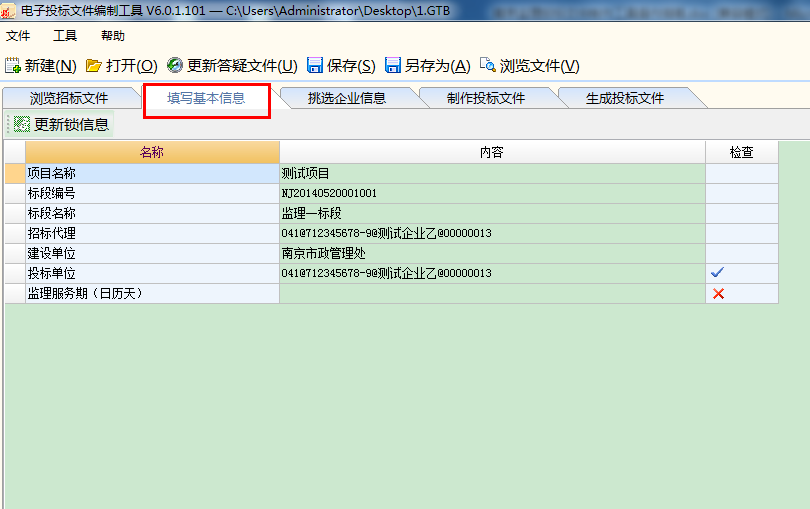 电子投标文件编制工具 V6.0.1.101 — C:\Users\Administrator\Desktop\1.GTB
文件 工具 帮助
新建(N) 打开(O) 更新答疑文件(U) 保存(S) 另存为(A) 浏览文件(V)
浏览招标文件 填写基本信息 挑选企业信息 制作投标文件 生成投标文件
更新锁信息
名称 内容 检查
项目名称 测试项目
标段编号 NJ20140520001001
标段名称 监理一标段
招标代理 041@712345678-9@测试企业乙@00000013
建设单位 南京市政管理处
投标单位 041@712345678-9@测试企业乙@00000013
监理服务期（日历天）